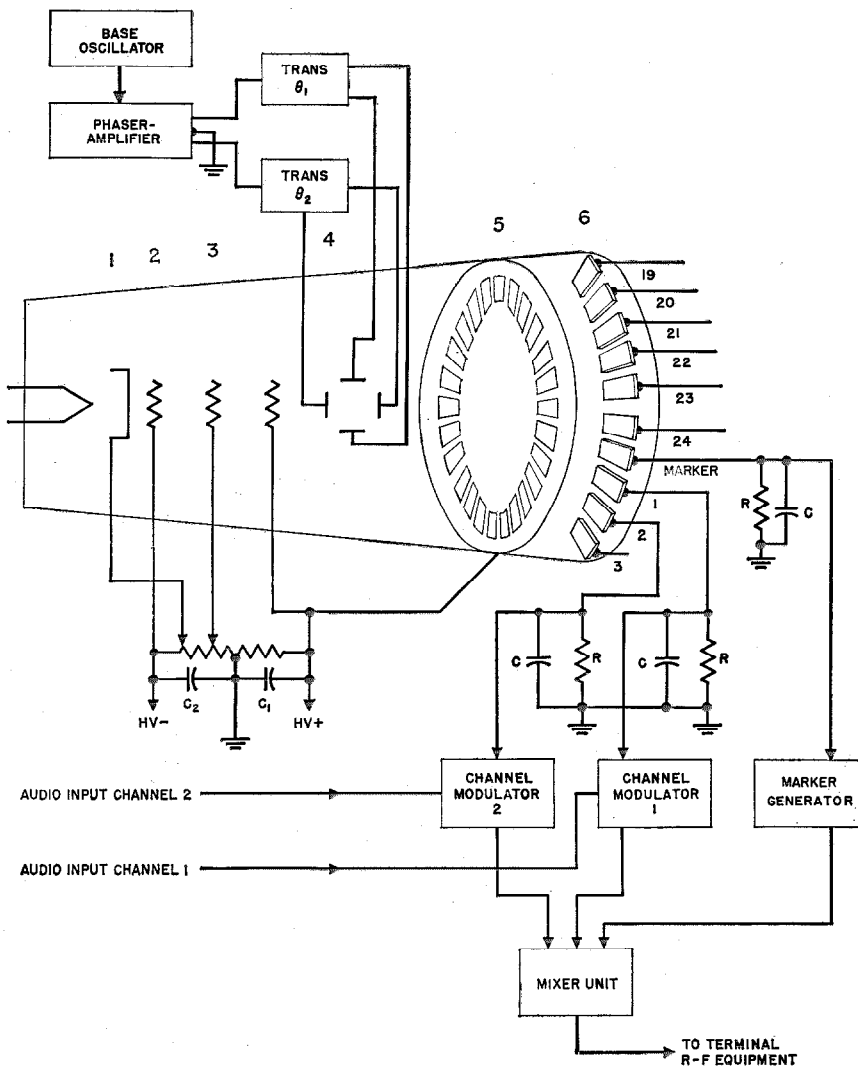 BASE
OSCILLATOR
PHASER-
AMPLIFIER
TRANS
θ1
TRANS
θ2
1
2
3
4
5
6
19
20
21
22
23
24
MARKER
1
2
3
R
C
C
R
C
R
HV-
C2
C1
HV+
AUDIO INPUT CHANNEL 2
CHANNEL
MODULATOR
2
CHANNEL
MODULATOR
1
MARKER
GENERATOR
AUDIO INPUT CHANNEL 1
MIXER UNIT
TO TERMINAL
R-F EQUIPMENT